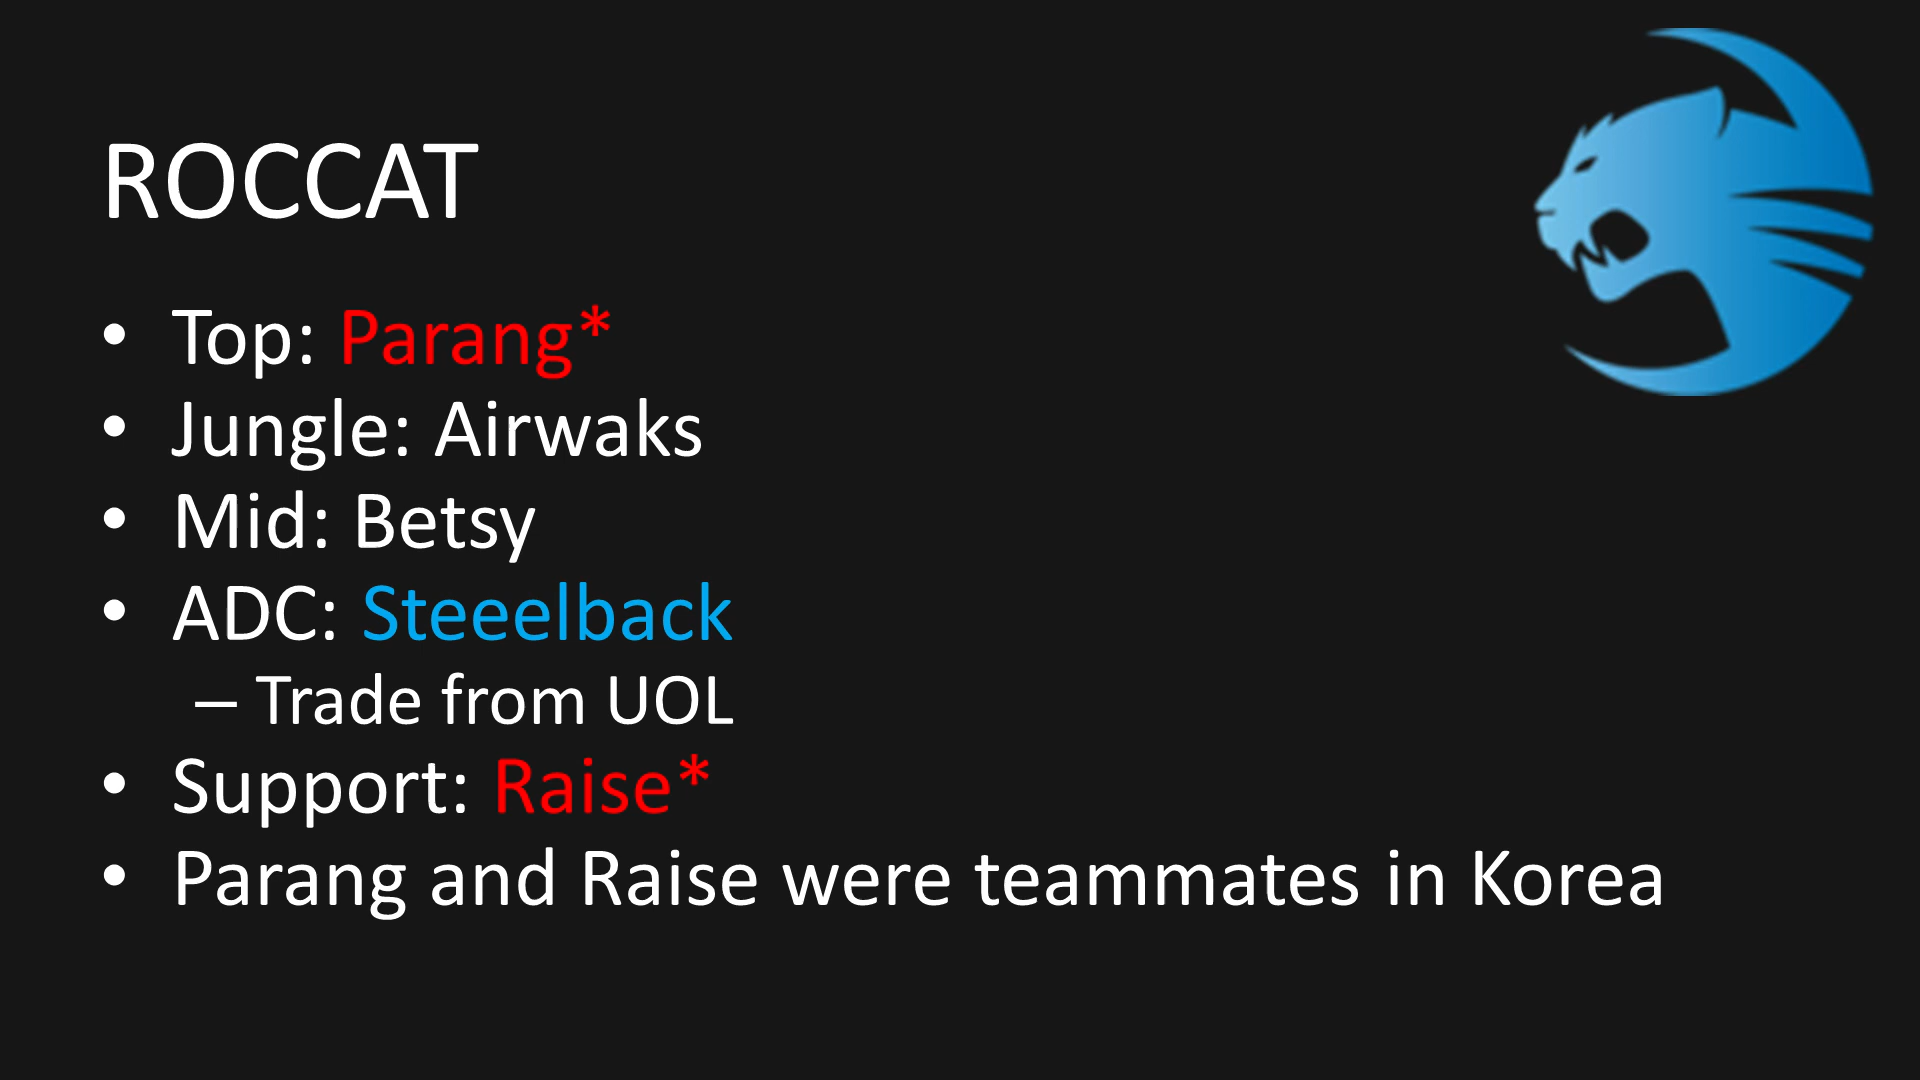 ROCCAT
• Top: Parang*
• Jungle: Airwaks
• Mid: Betsy
• ADC: Steeelback
– Trade from UOL
• Support: Raise*
• Parang and Raise were teammates in Korea